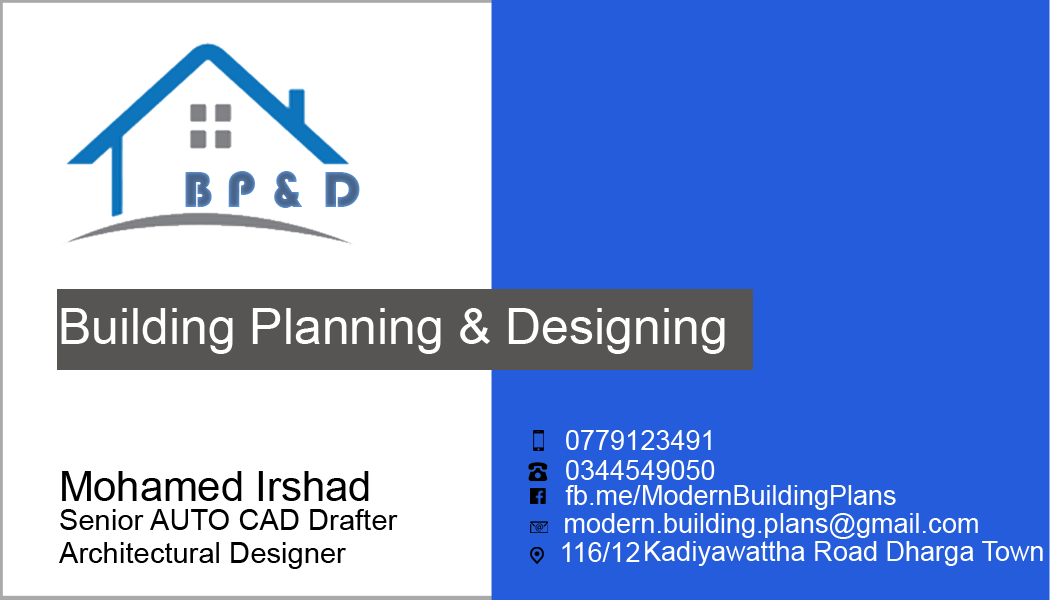 BP&D
Building Planning & Designing
Mohamed Irshad
Senior AUTO CAD Drafter
Architectural Designer
0779123491
0344549050
fb.me/ModernBuildingPlans
modern.building.plans@gmail.com
116/12 Kadiyawattha Road Dharga Town